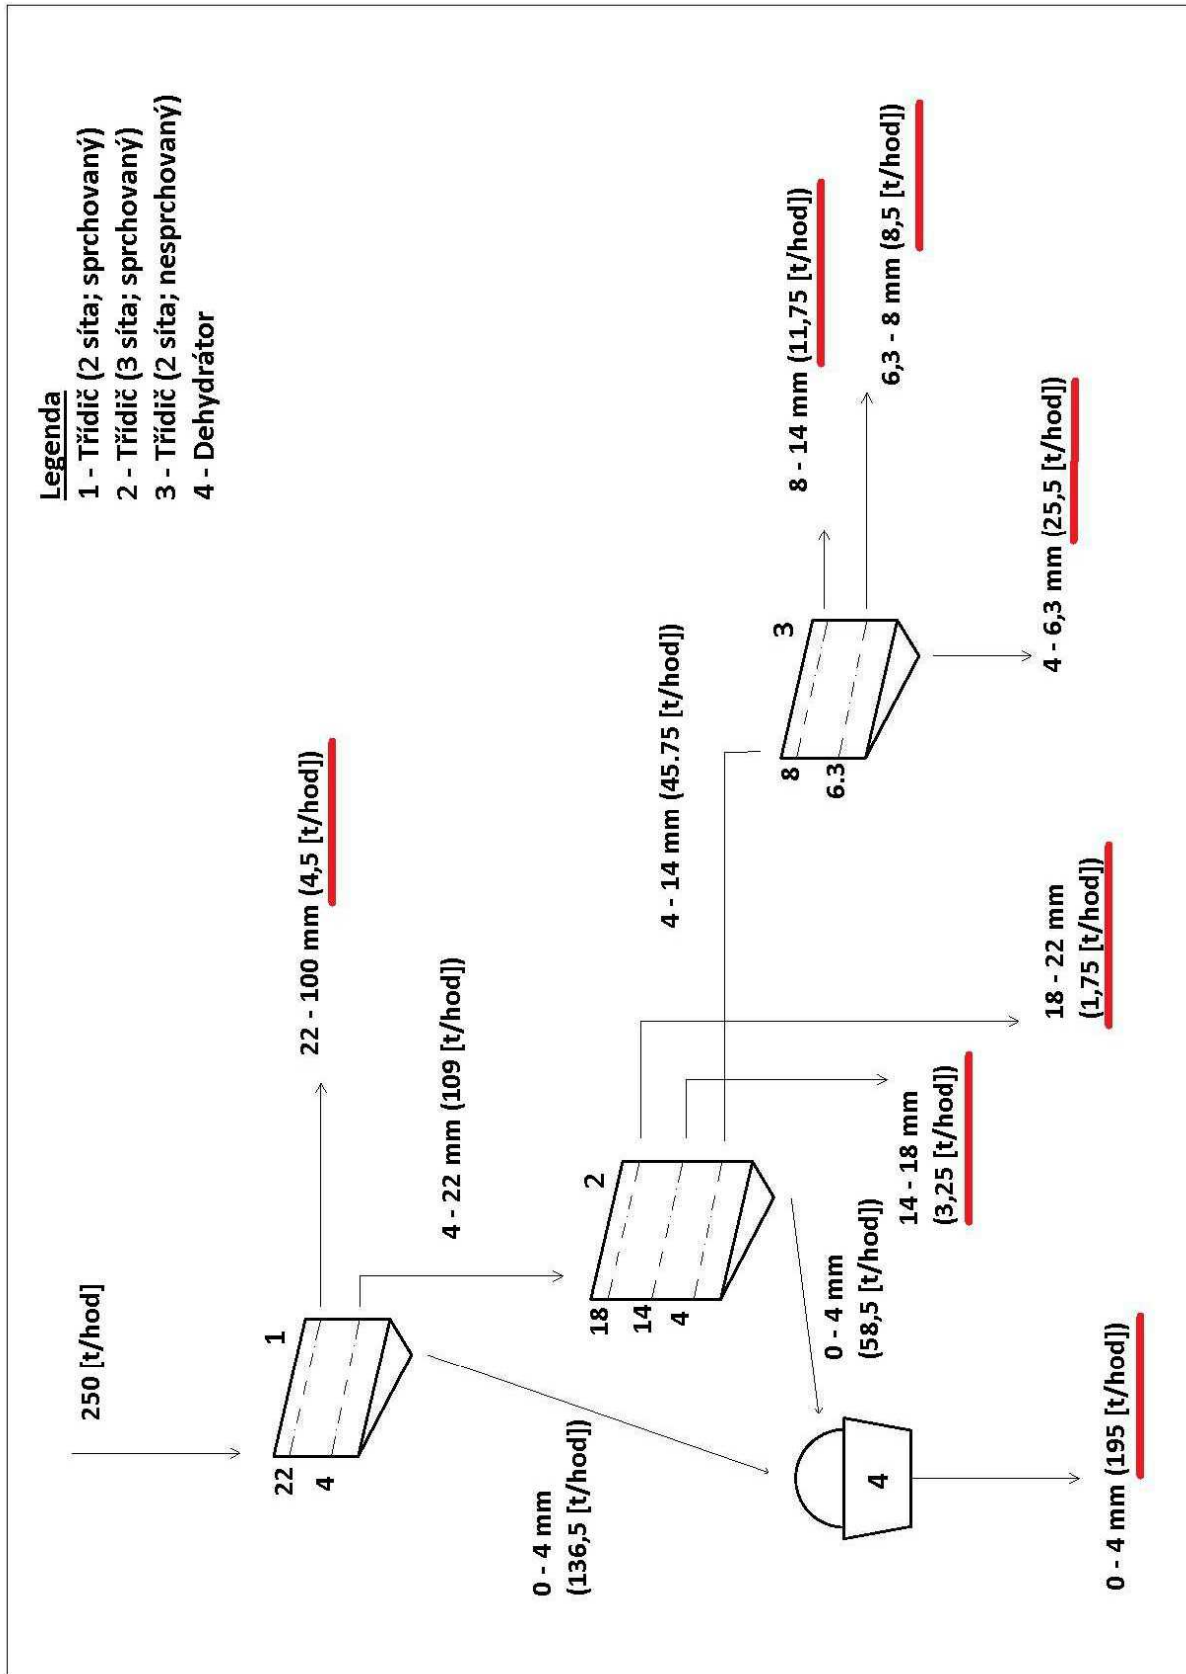 Legenda
1 - Třídič (2 síta; sprchovaný)
2 - Třídič (3 síta; sprchovaný)
3 - Třídič (2 síta; nesprchovaný)
4 - Dehydrátor
250 [t/hod]
1
22
4
22 - 100 mm (4,5 [t/hod])
4 - 22 mm (109 [t/hod])
0 - 4 mm
(136,5 [t/hod])
2
18
14
4
4 - 14 mm (45.75 [t/hod])
3
8
6.3
8 - 14 mm (11,75 [t/hod])
6,3 - 8 mm (8,5 [t/hod])
4 - 6,3 mm (25,5 [t/hod])
0 - 4 mm
(58,5 [t/hod])
14 - 18 mm
(3,25 [t/hod])
18 - 22 mm
(1,75 [t/hod])
4
0 - 4 mm (195 [t/hod])